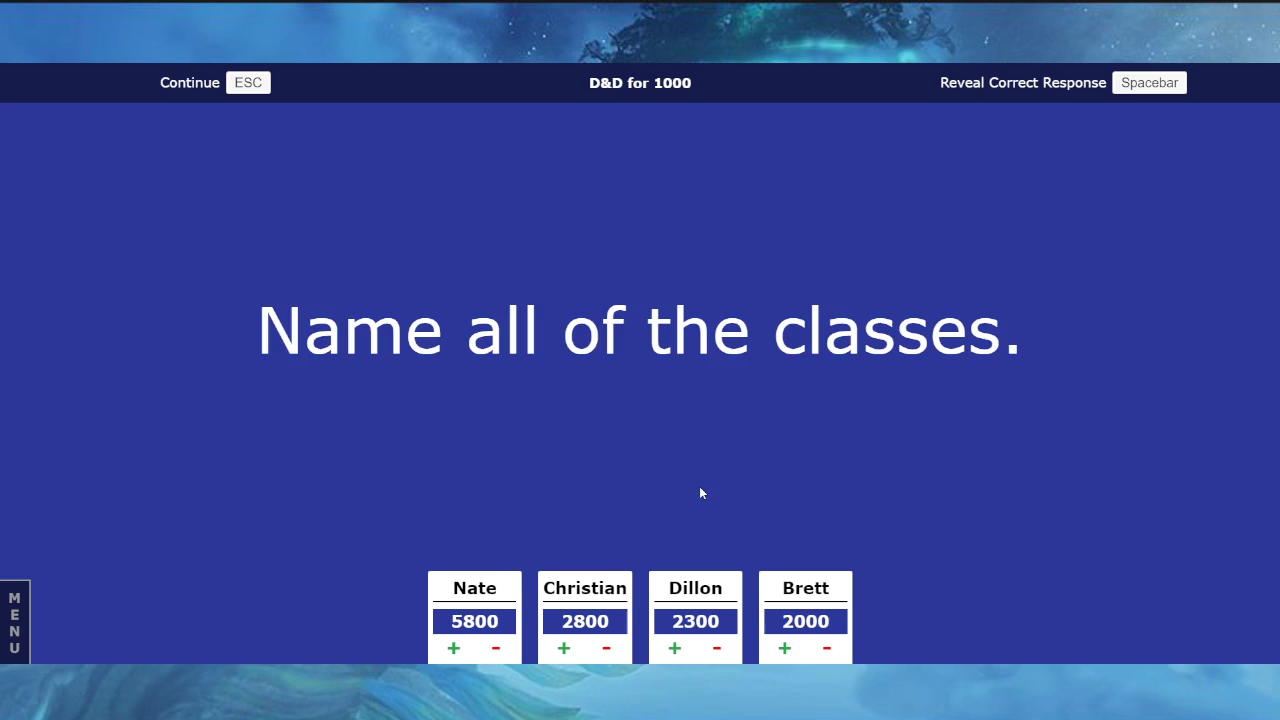 Continue ESC D&D for 1000 Reveal Correct Response Spacebar
Name all of the classes.
Nate Christian Dillon Brett
5800 2800 2300 2000
+ - + - + - + -
MENU